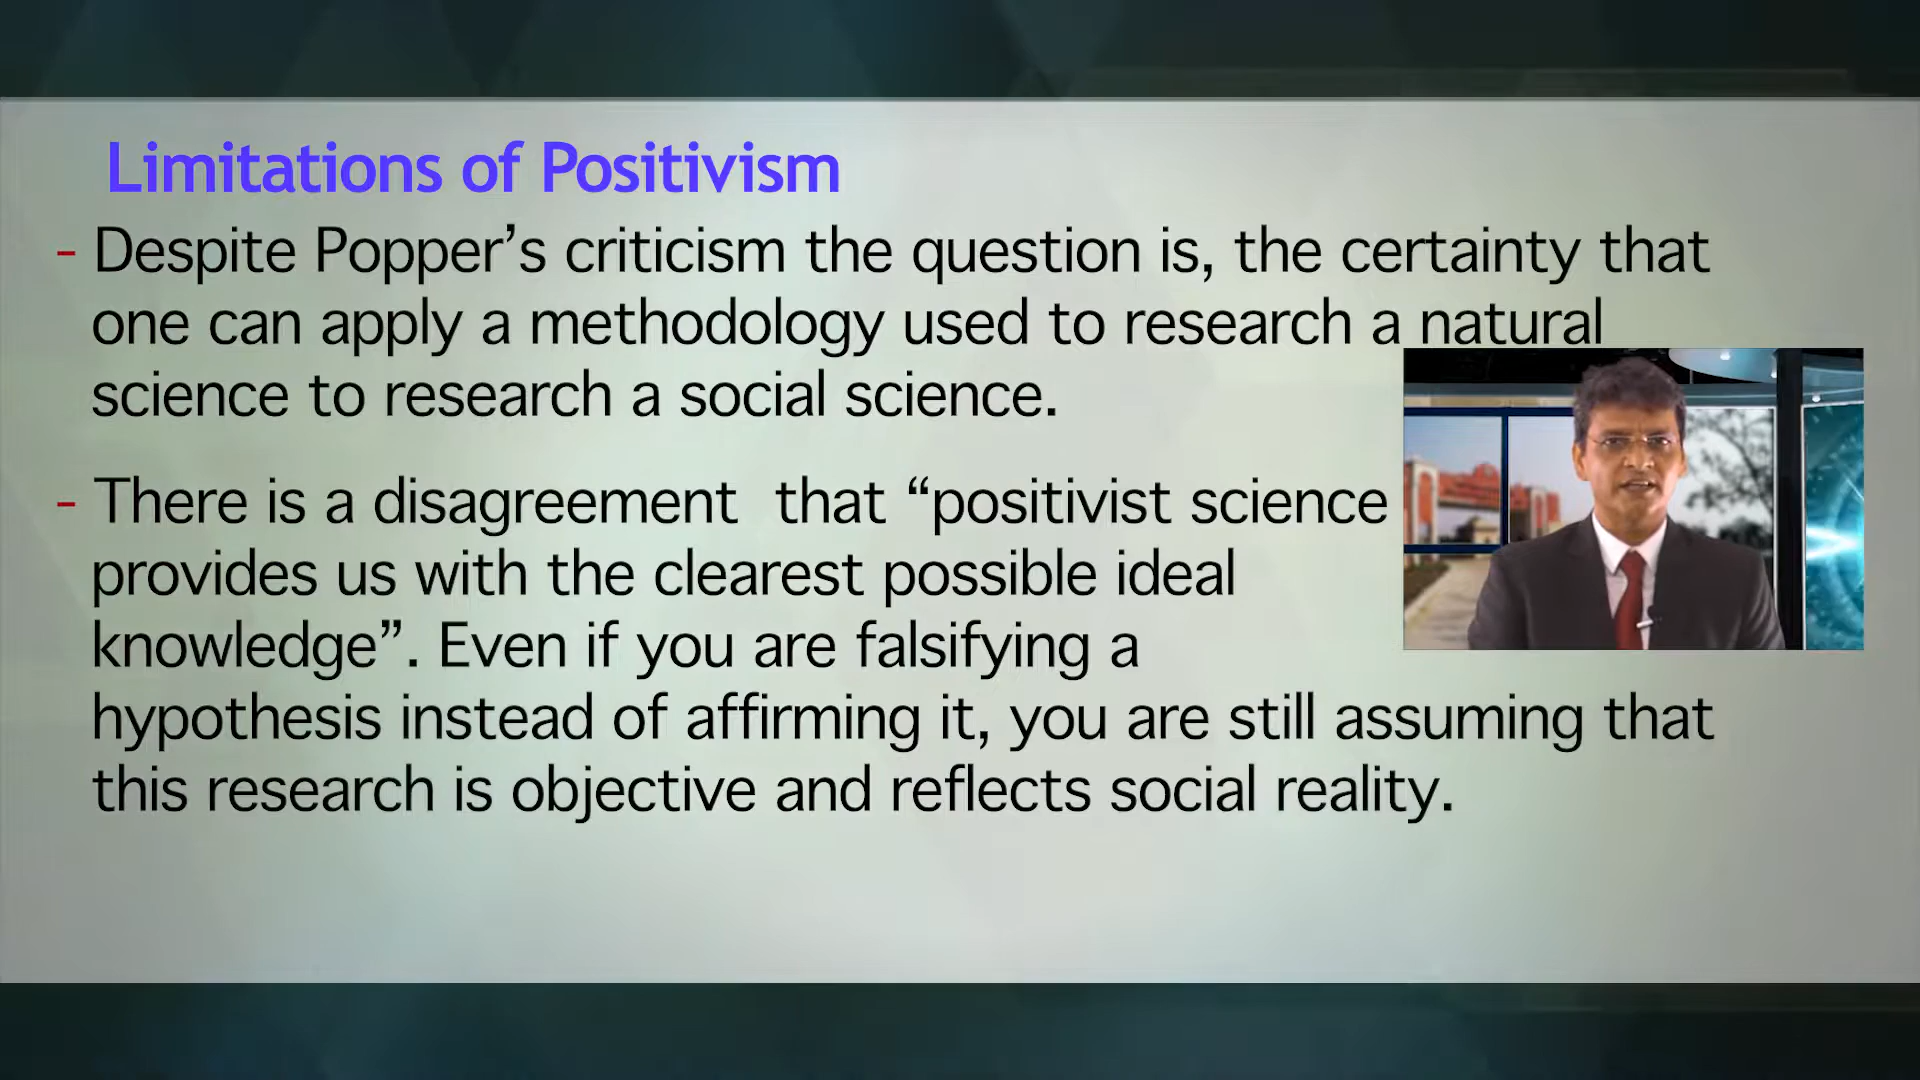 Limitations of Positivism
- Despite Popper’s criticism the question is, the certainty that
one can apply a methodology used to research a natural
science to research a social science.
- There is a disagreement  that “positivist science
provides us with the clearest possible ideal
knowledge”. Even if you are falsifying a
hypothesis instead of affirming it, you are still assuming that
this research is objective and reflects social reality.